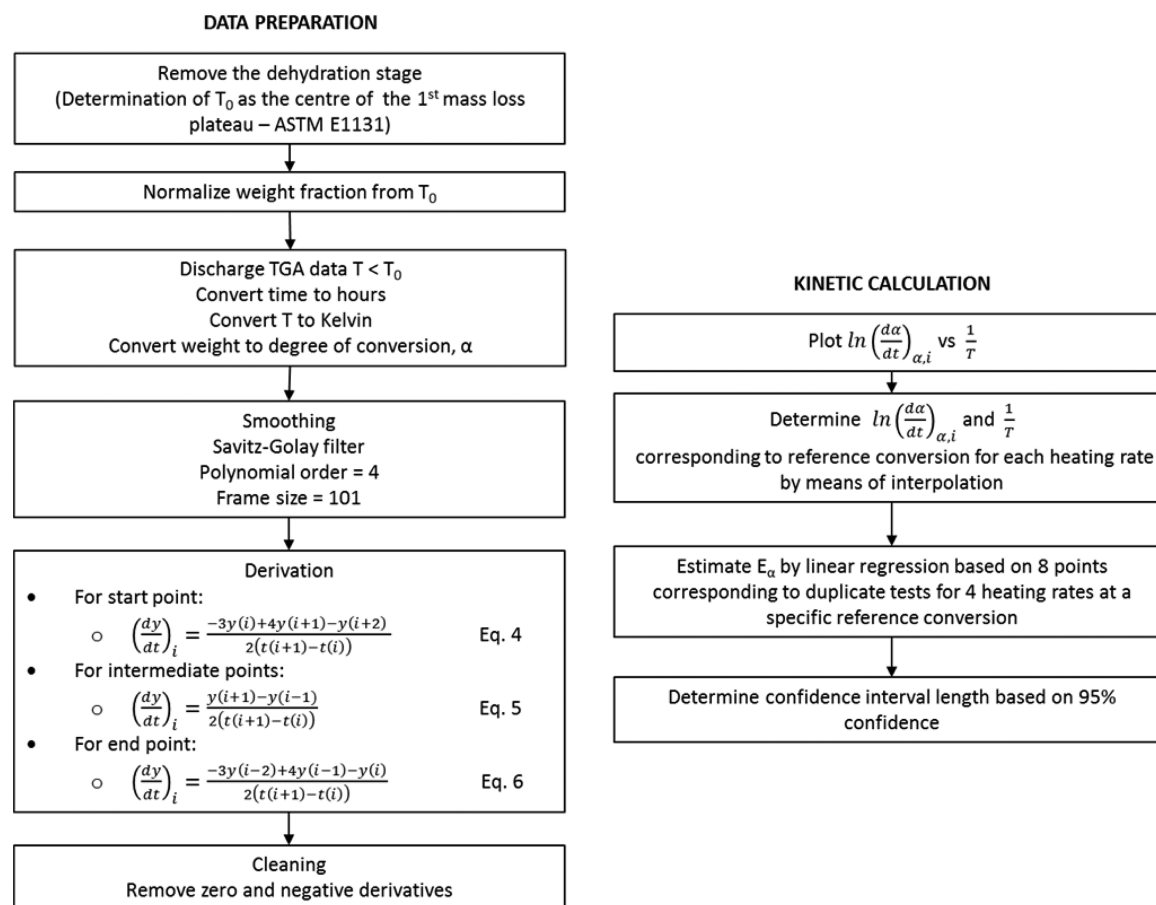 DATA PREPARATION
Remove the dehydration stage
(Determination of T₀ as the centre of the 1ˢᵗ mass loss
plateau – ASTM E1131)
Normalize weight fraction from T₀
Discharge TGA data T < T₀
Convert time to hours
Convert T to Kelvin
Convert weight to degree of conversion, α
Smoothing
Savitz-Golay filter
Polynomial order = 4
Frame size = 101
Derivation
• For start point:
o (dy/dt)ᵢ = (−3y(i)+4y(i+1)−y(i+2))/(2(t(i+1)−t(i))) Eq. 4
• For intermediate points:
o (dy/dt)ᵢ = (y(i+1)−y(i−1))/(2(t(i+1)−t(i))) Eq. 5
• For end point:
o (dy/dt)ᵢ = (−3y(i−2)+4y(i−1)−y(i))/(2(t(i+1)−t(i))) Eq. 6
Cleaning
Remove zero and negative derivatives
KINETIC CALCULATION
Plot ln(dα/dt)α,i vs 1/T
Determine ln(dα/dt)α,i and 1/T
corresponding to reference conversion for each heating rate
by means of interpolation
Estimate Eα by linear regression based on 8 points
corresponding to duplicate tests for 4 heating rates at a
specific reference conversion
Determine confidence interval length based on 95%
confidence